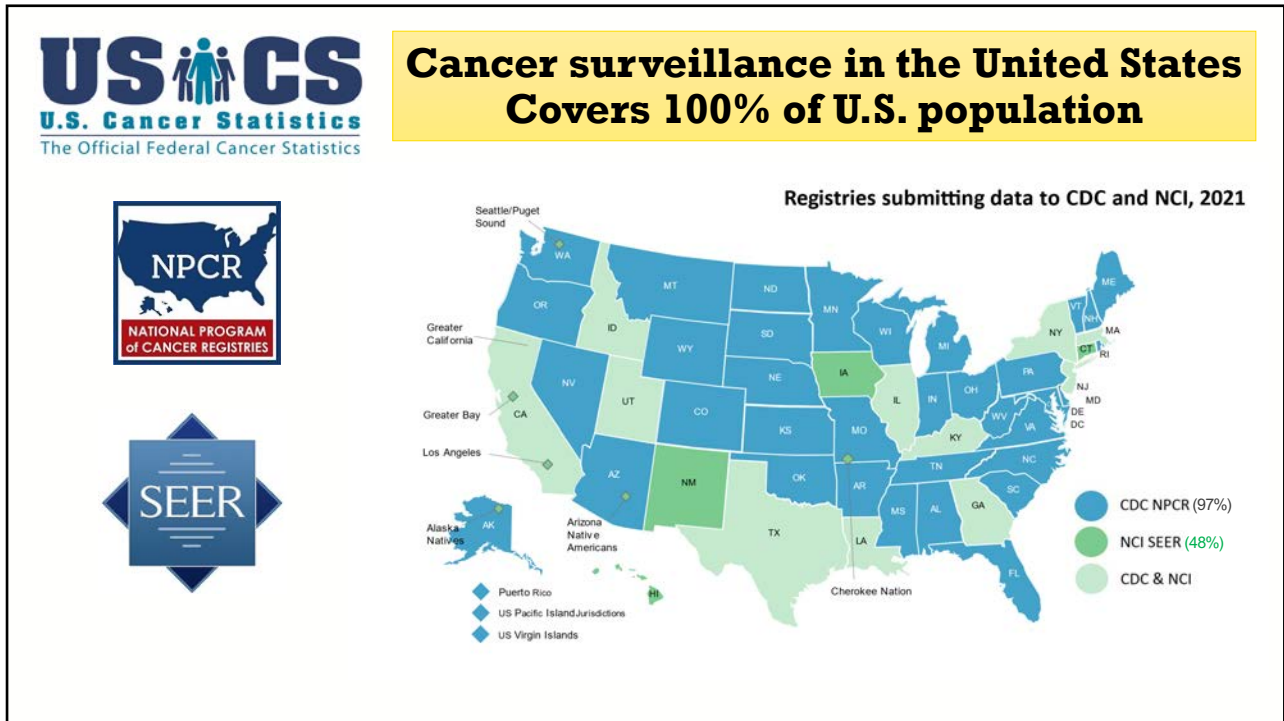 US CS
U.S. Cancer Statistics
The Official Federal Cancer Statistics
Cancer surveillance in the United States
Covers 100% of U.S. population
NPCR
NATIONAL PROGRAM
of CANCER REGISTRIES
SEER
Registries submitting data to CDC and NCI, 2021
Seattle/Puget
Sound
WA
MT
ND
MN
ME
VT
NH
OR
ID
SD
WI
NY
MA
MI
CT
RI
Greater
California
WY
IA
PA
NE
NJ
NV
UT
IL
IN
OH
MD
DE
DC
Greater Bay
CA
CO
WV
VA
KS
MO
KY
Los Angeles
NC
TN
AZ
NM
OK
AR
SC
MS
AL
GA
Alaska
Natives
AK
Arizona
Native
Americans
TX
LA
FL
HI
Cherokee Nation
CDC NPCR (97%)
NCI SEER (48%)
CDC & NCI
Puerto Rico
US Pacific Island Jurisdictions
US Virgin Islands